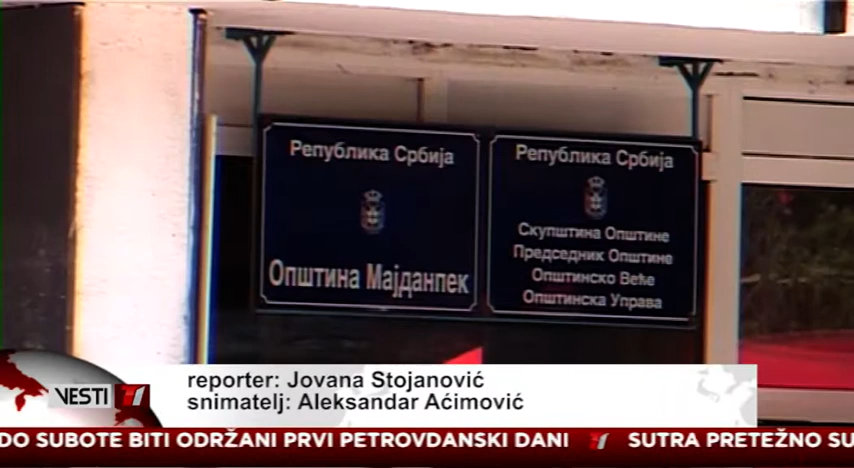 Република Србија
Општина Мајданпек
Република Србија
Скупштина Општине
Председник Општине
Општинско Веће
Општинска Управа
VESTI
reporter: Jovana Stojanović
snimatelj: Aleksandar Aćimović
DO SUBOTE BITI ODRŽANI PRVI PETROVDANSKI DANI SUTRA PRETEŽNO